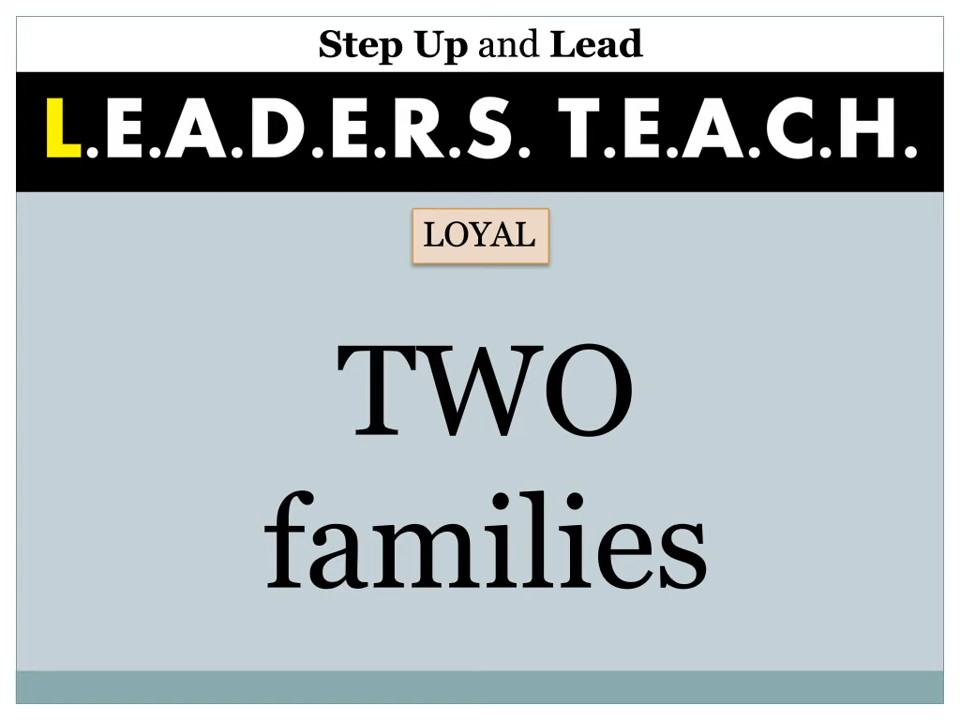 Step Up and Lead
L.E.A.D.E.R.S. T.E.A.C.H.
LOYAL
TWO
families